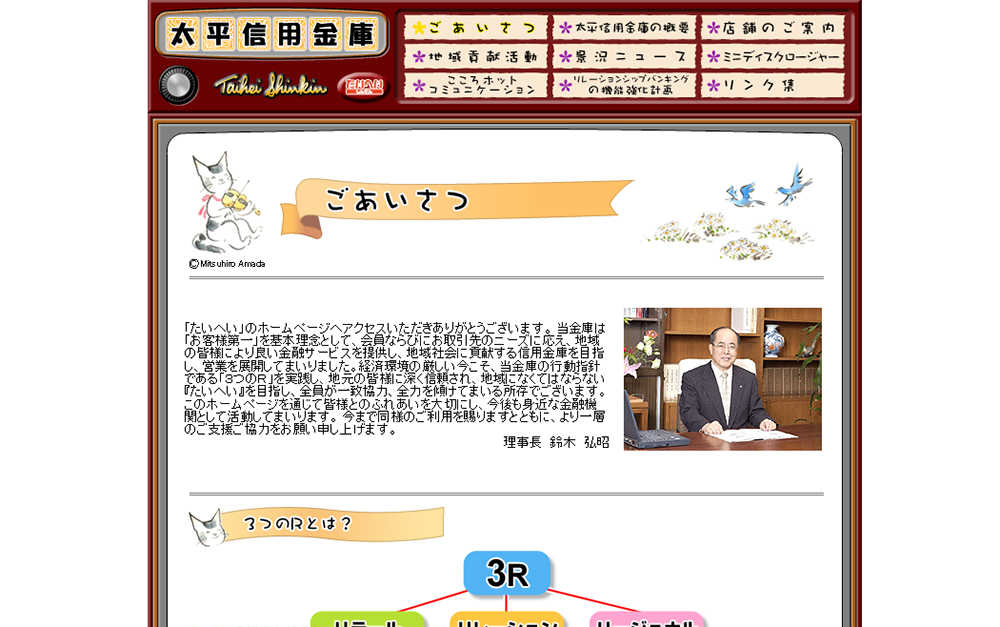 太平信用金庫
Taihei Shinkin
ごあいさつ
太平信用金庫の概要
店舗のご案内
地域貢献活動
景況ニュース
ミニディスクロージャー
こころホット
コミュニケーション
リレーションシップバンキング
の機能強化計画
リンク集
ごあいさつ
©Mitsuhiro Amada
「たいへい」のホームページへアクセスいただきありがとうございます。当金庫は
「お客様第一」を基本理念として、会員ならびにお取引先のニーズに応え、地域
の皆様により良い金融サービスを提供し、地域社会に貢献する信用金庫を目指
し、営業を展開してまいりました。経済環境の厳しい今こそ、当金庫の行動指針
である「3つのR」を実践し、地元の皆様に深く信頼され、地域になくてはならない
『たいへい』を目指し、全員が一致協力、全力を傾けてまいる所存でございます。
このホームページを通じて皆様とのふれあいを大切にし、今後も身近な金融機
関として活動してまいります。今まで同様のご利用を賜りますとともに、より一層
のご支援ご協力をお願い申し上げます。
理事長 鈴木 弘昭
3つのRとは？
3R
リテール
リレーション
リージョナル